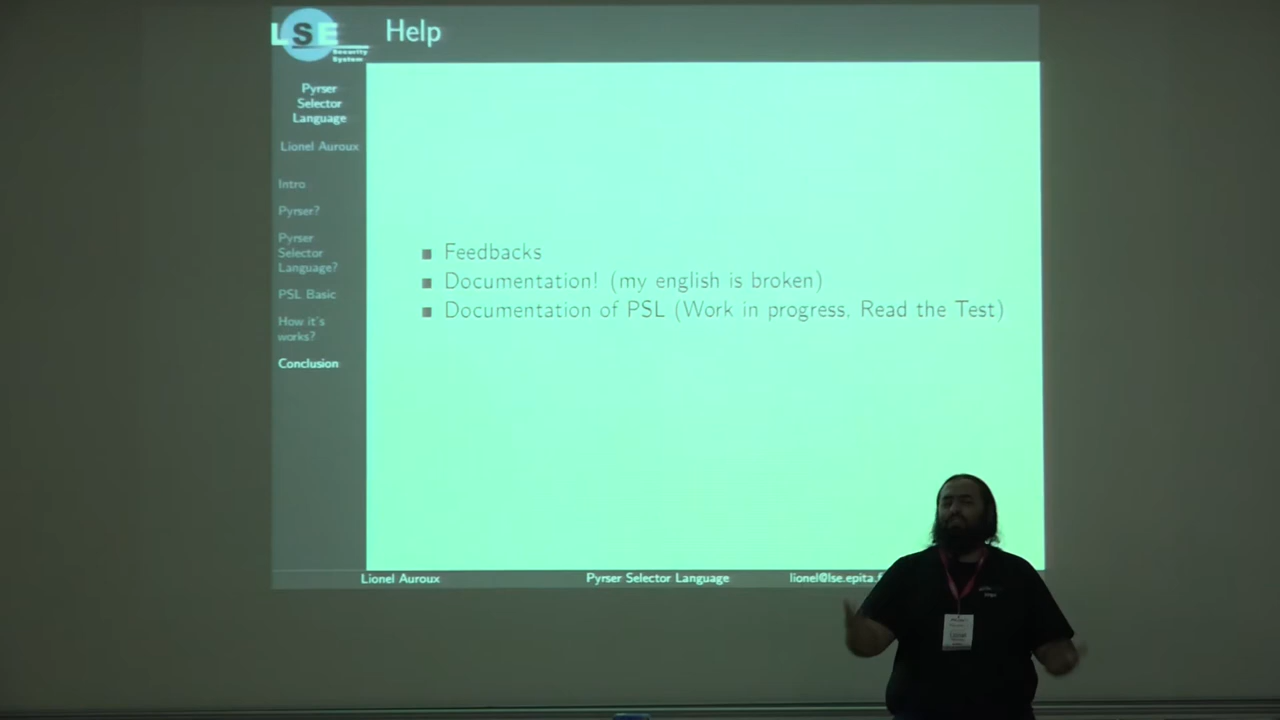 LSE
Security
System
Help
Pyrser
Selector
Language
Lionel Auroux
Intro
Pyrser?
Pyrser
Selector
Language?
PSL Basic
How it's
works?
Conclusion
Feedbacks
Documentation! (my english is broken)
Documentation of PSL (Work in progress, Read the Test)
Lionel Auroux
Pyrser Selector Language
lionel@lse.epita.f